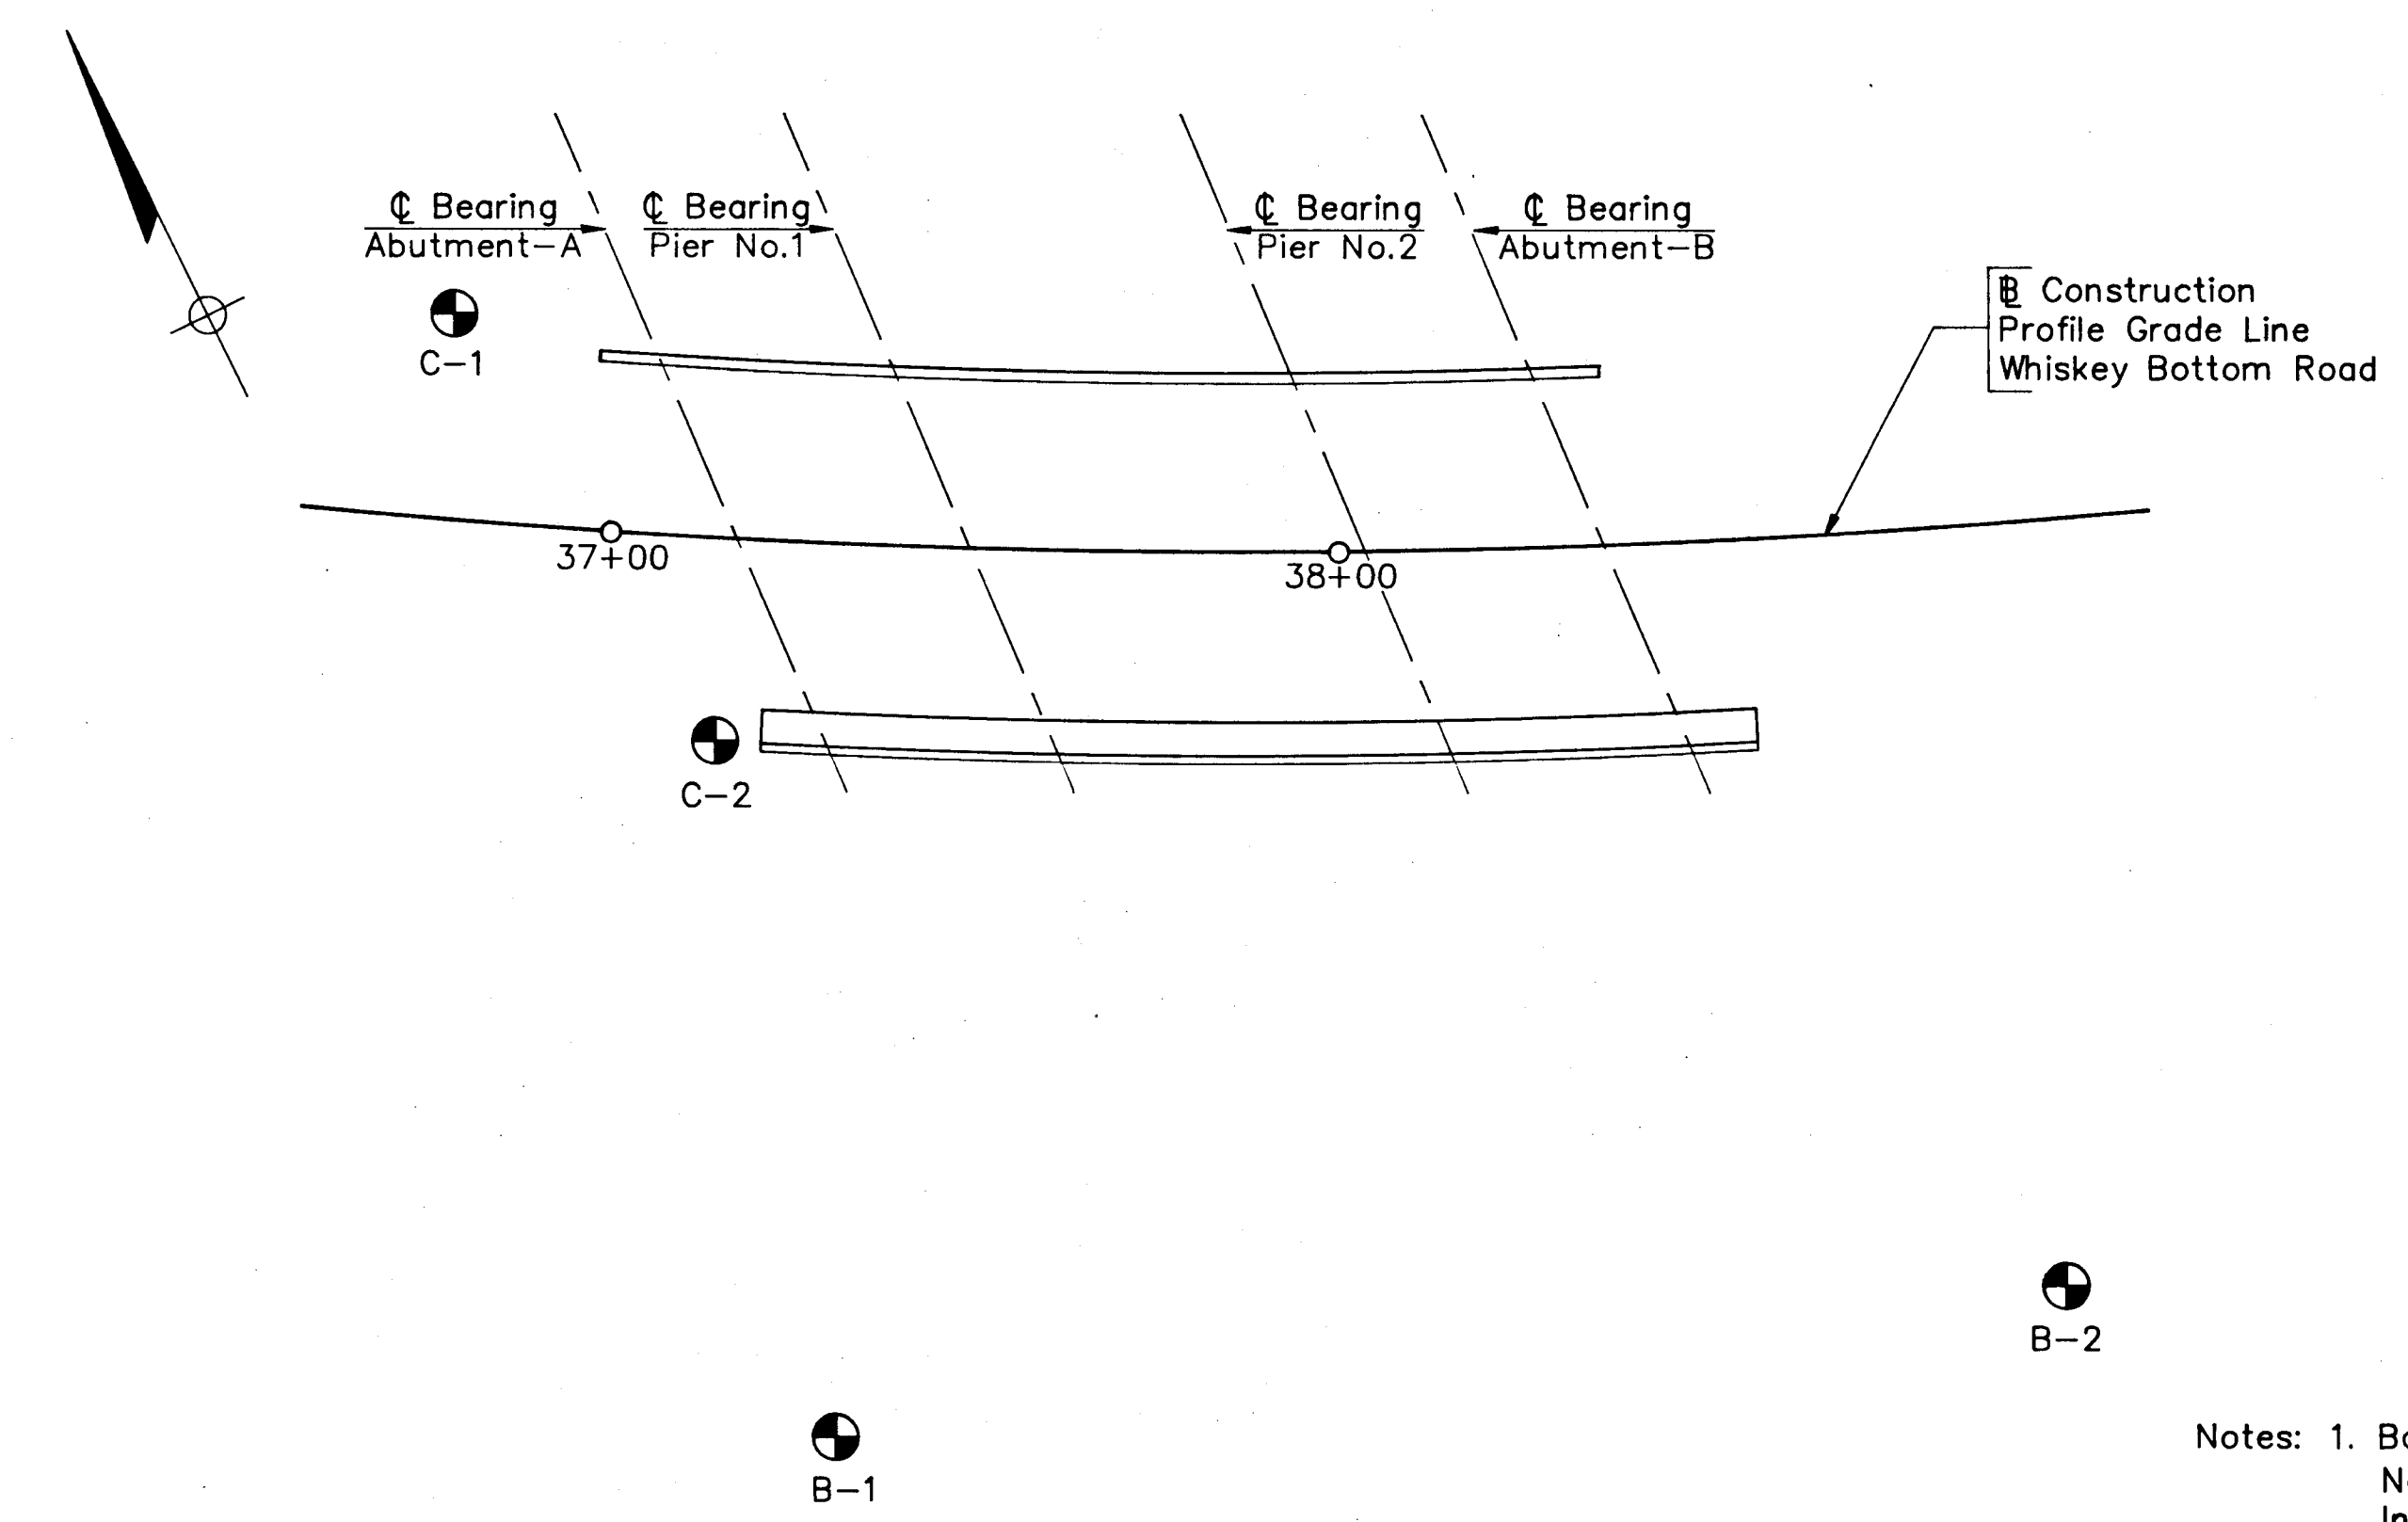 ℄ Bearing
Abutment-A
℄ Bearing
Pier No.1
℄ Bearing
Pier No.2
℄ Bearing
Abutment-B
C-1
Construction
Profile Grade Line
Whiskey Bottom Road
37+00
38+00
C-2
B-2
B-1
Notes: 1.